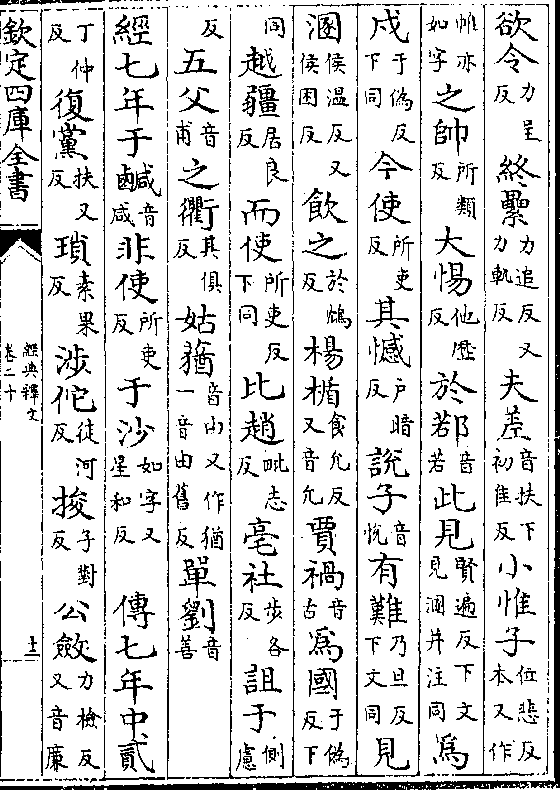 欲令力呈反終纍力追反又力軌反夫差音扶下初隹反小惟子位悲反本又作
帷亦如字之帥所類反大惕他歷反於鄀音若此見賢遍反下文見溷并注同為
戍于偽反下同今使所吏反其憾戶暗反說子音悅有難乃旦反下文同見
溷侯溫反又侯困反飲之於鴆反楊楯食允反又音允賈禍音古為國于偽反下
同越疆居良反而使所吏反下同比趙毗志反亳社步各反詛于側慮
反五父音甫之衢其俱反姑蕕音由又作猶一音由舊反單劉音善
經七年于鹹音咸非使所吏反于沙如字又星和反　傳七年中貳
丁仲反復黨扶又反瑣素果反涉佗徒河反捘子對反公斂力檢反又音廉
欽定四庫全書
經典釋文
卷二十
十二